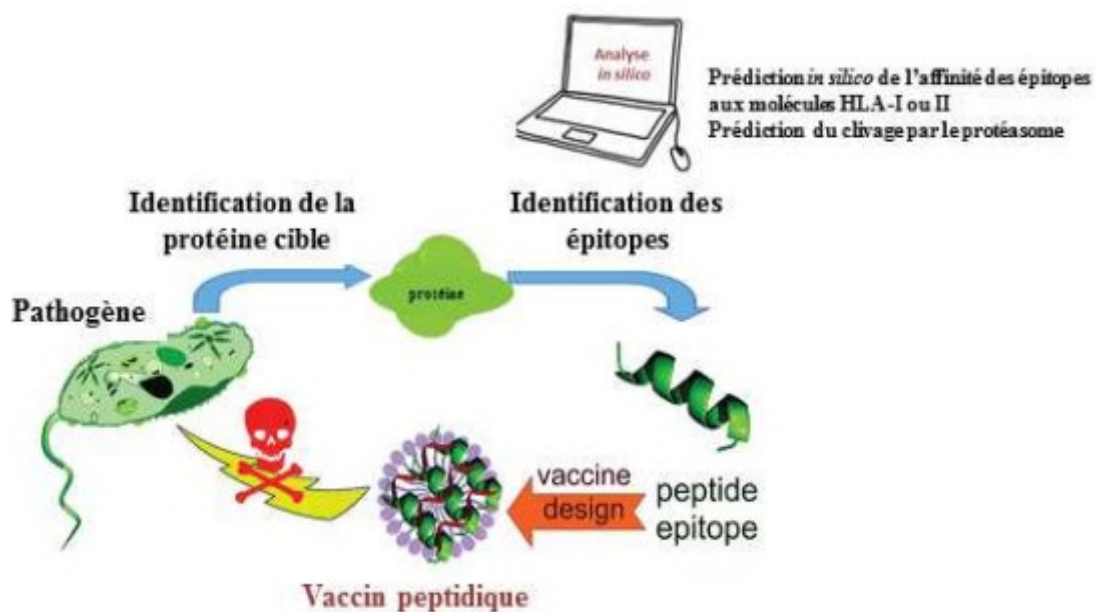 Analyse
in silico
Prédiction in silico de l'affinité des épitopes
aux molécules HLA-I ou II
Prédiction du clivage par le protéasome
Identification de la
protéine cible
Identification des
épitopes
protéine
Pathogène
vaccine
design
peptide
epitope
Vaccin peptidique